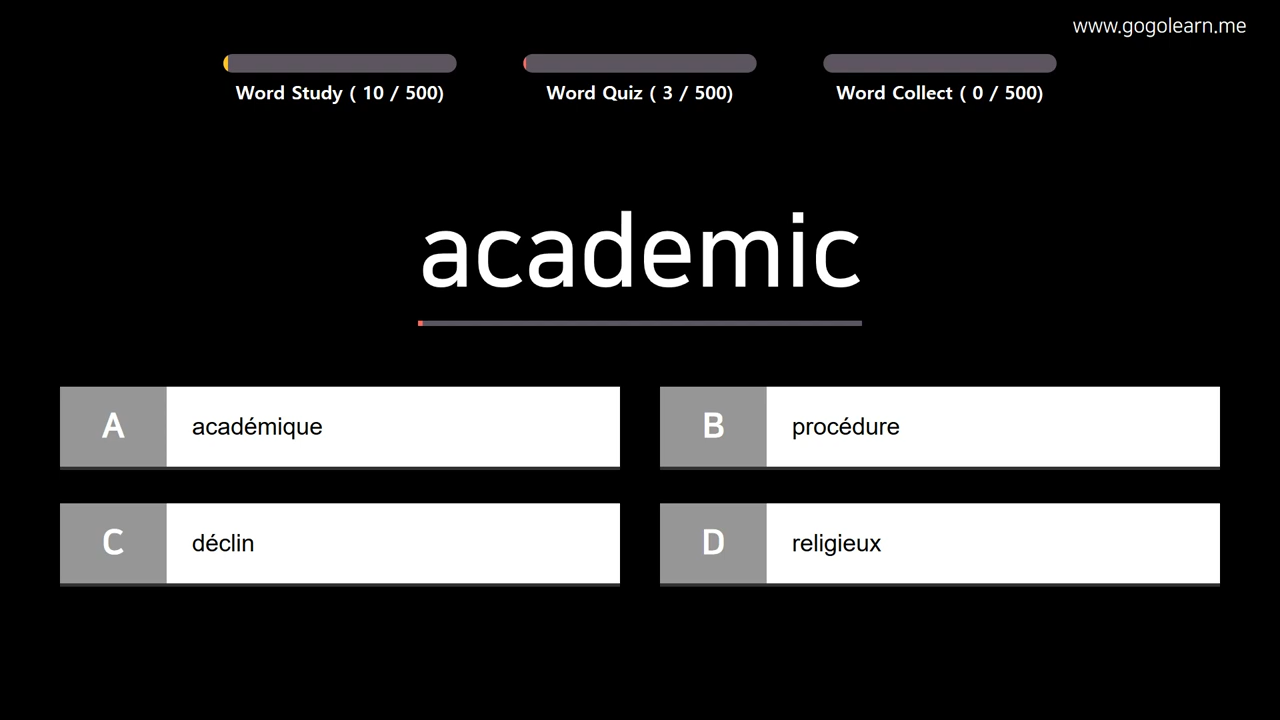 www.gogolearn.me
Word Study ( 10 / 500)
Word Quiz ( 3 / 500)
Word Collect ( 0 / 500)
academic
A académique
B procédure
C déclin
D religieux